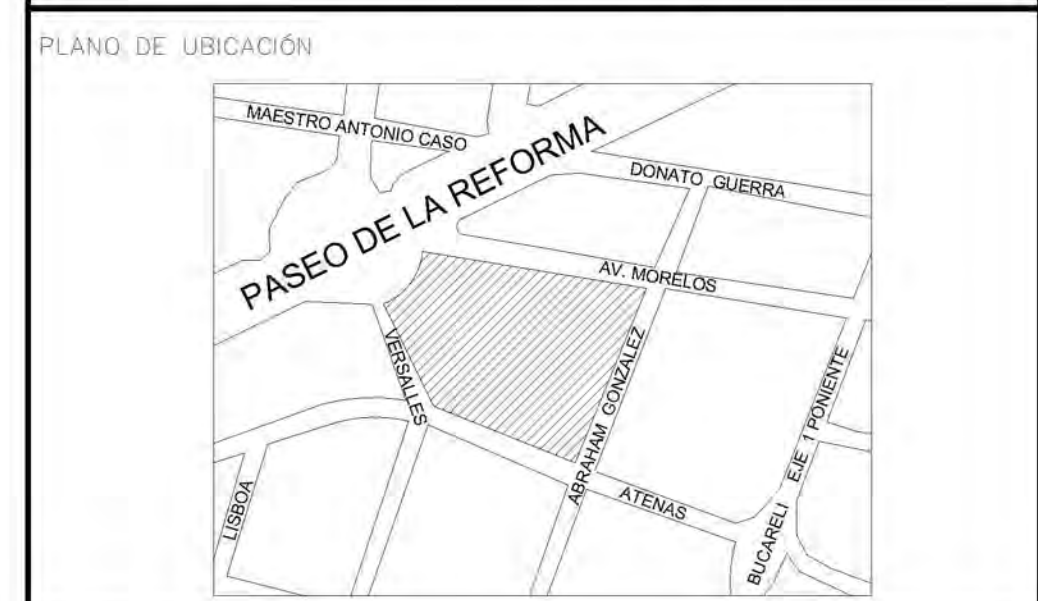 PLANO DE UBICACIÓN
MAESTRO ANTONIO CASO
PASEO DE LA REFORMA
DONATO GUERRA
AV. MORELOS
VERSALLES
ABRAHAM GONZALEZ
EJE 1 PONIENTE
LISBOA
ATENAS
BUCARELI